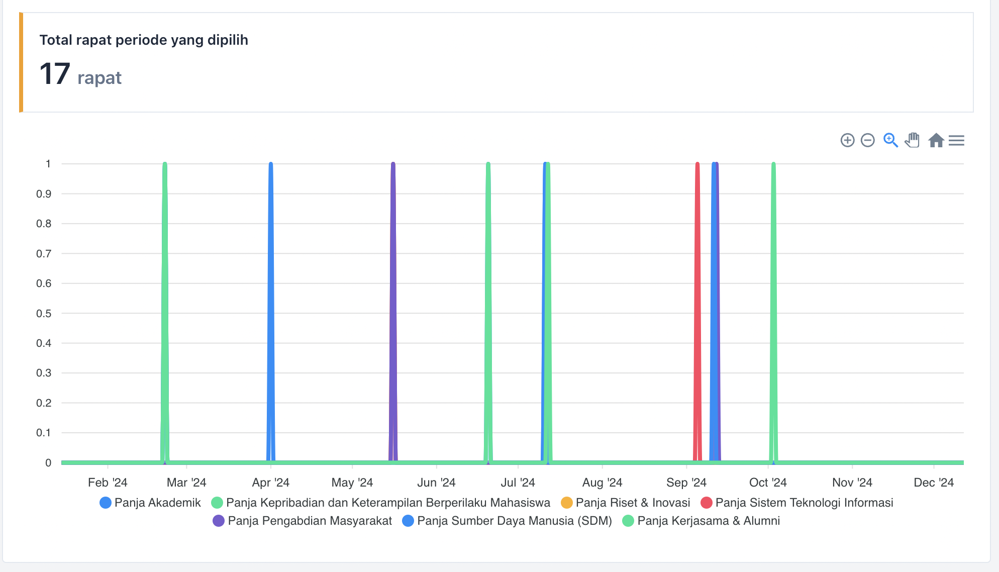 Total rapat periode yang dipilih
17 rapat
1
0.9
0.8
0.7
0.6
0.5
0.4
0.3
0.2
0.1
0
Feb '24 Mar '24 Apr '24 May '24 Jun '24 Jul '24 Aug '24 Sep '24 Oct '24 Nov '24 Dec '24
Panja Akademik Panja Kepribadian dan Keterampilan Berperilaku Mahasiswa Panja Riset & Inovasi Panja Sistem Teknologi Informasi
Panja Pengabdian Masyarakat Panja Sumber Daya Manusia (SDM) Panja Kerjasama & Alumni